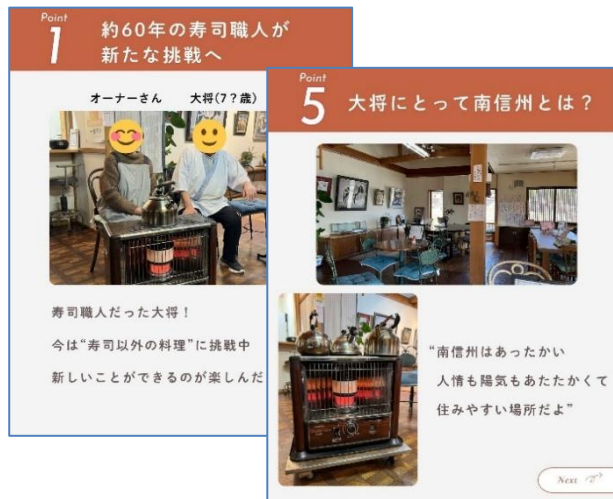 Point
1
約60年の寿司職人が
新たな挑戦へ
オーナーさん 大将(7？歳)
寿司職人だった大将！
今は“寿司以外の料理”に挑戦中
新しいことができるのが楽しんだ
Point
5
大将にとって南信州とは？
“南信州はあったかい
人情も陽気もあたたかくて
住みやすい場所だよ”
Next